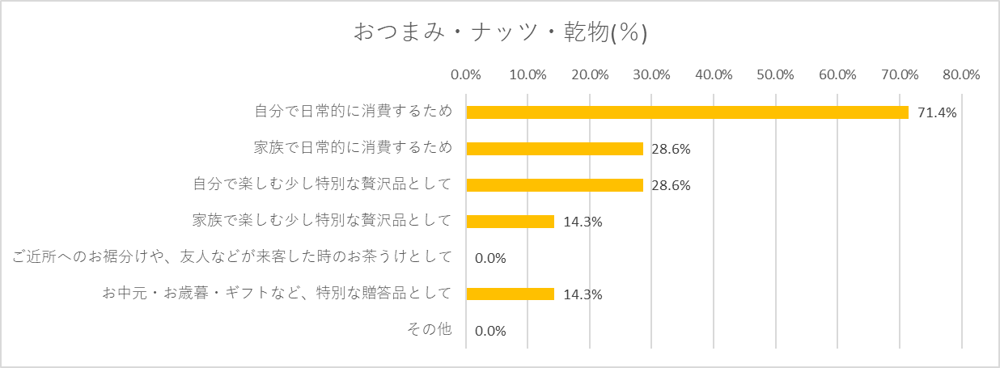 おつまみ・ナッツ・乾物(％)
0.0% 10.0% 20.0% 30.0% 40.0% 50.0% 60.0% 70.0% 80.0%
自分で日常的に消費するため 71.4%
家族で日常的に消費するため 28.6%
自分で楽しむ少し特別な贅沢品として 28.6%
家族で楽しむ少し特別な贅沢品として 14.3%
ご近所へのお裾分けや、友人などが来客した時のお茶うけとして 0.0%
お中元・お歳暮・ギフトなど、特別な贈答品として 14.3%
その他 0.0%